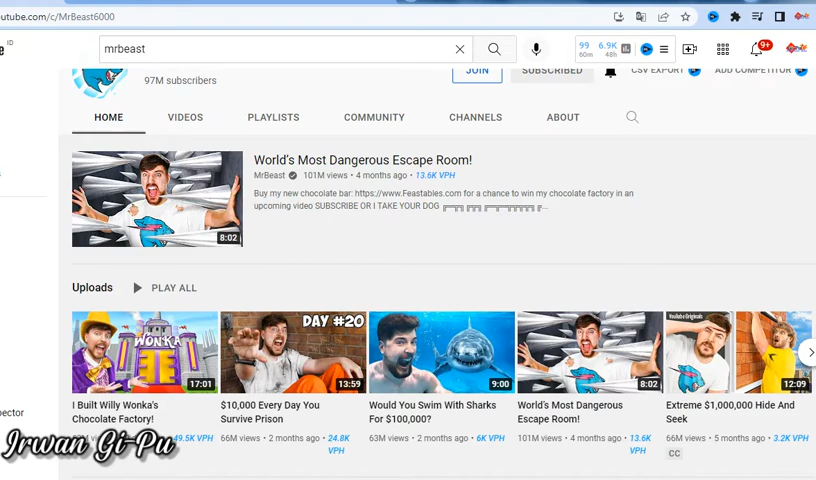 utube.com/c/MrBeast6000
ID
mrbeast
99 6.9K
60m 48h
9+
97M subscribers
JOIN
SUBSCRIBED
CSV EXPORT
ADD COMPETITOR
HOME VIDEOS PLAYLISTS COMMUNITY CHANNELS ABOUT
8:02
World's Most Dangerous Escape Room!
MrBeast 101M views • 4 months ago • 13.6K VPH
Buy my new chocolate bar: https://www.Feastables.com for a chance to win my chocolate factory in an
upcoming video SUBSCRIBE OR I TAKE YOUR DOG
Uploads PLAY ALL
WONKA
17:01
DAY #20
13:59
9:00
8:02
YouTube Originals
12:09
I Built Willy Wonka's
Chocolate Factory!
49.5K VPH
$10,000 Every Day You
Survive Prison
66M views • 2 months ago • 24.8K
VPH
Would You Swim With Sharks
For $100,000?
63M views • 2 months ago • 6K VPH
World's Most Dangerous
Escape Room!
101M views • 4 months ago • 13.6K
VPH
Extreme $1,000,000 Hide And
Seek
66M views • 5 months ago • 3.2K VPH
CC
pector
Jrwan Gi-Pu